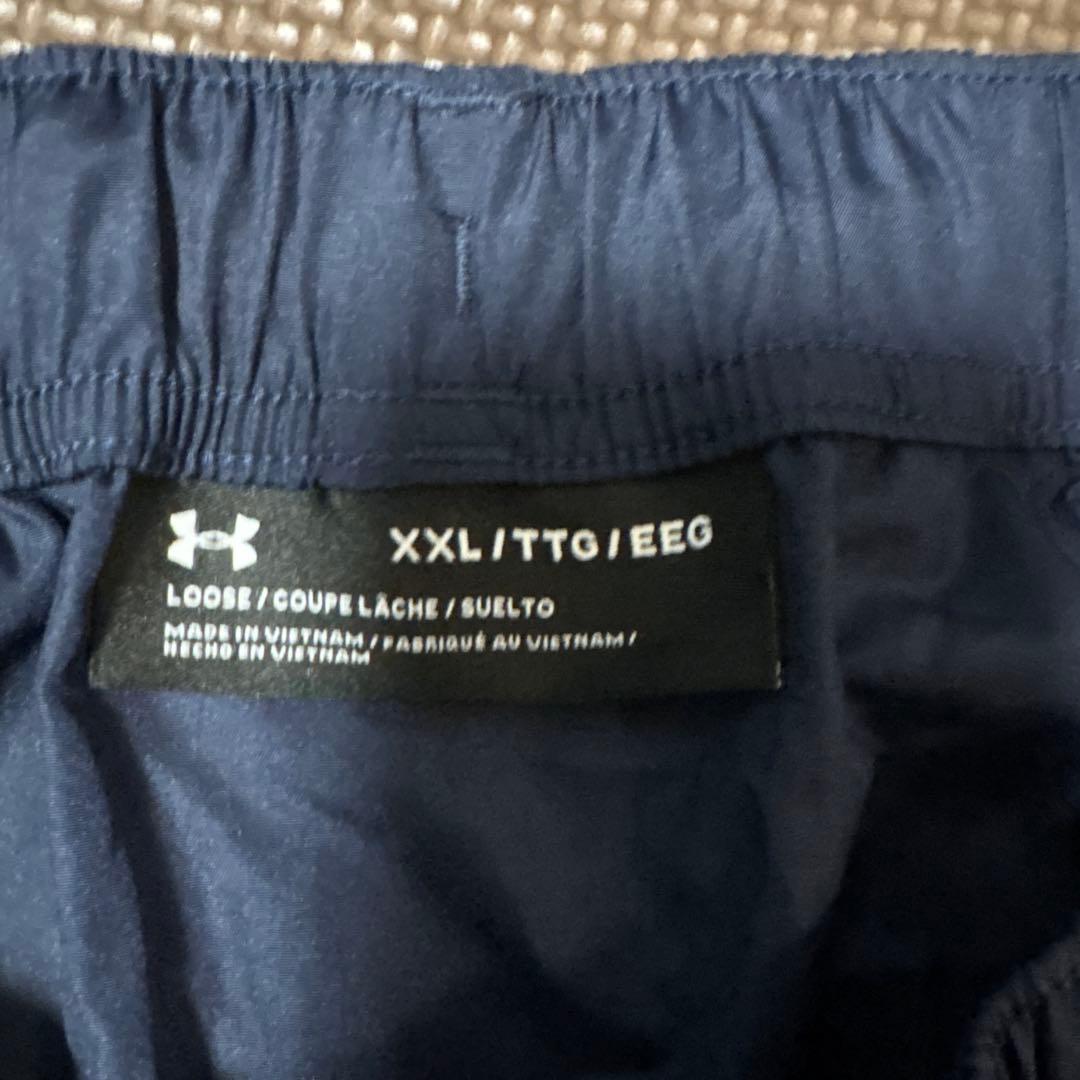 XXL/TTG/EEG
LOOSE/COUPE LÂCHE/SUELTO
MADE IN VIETNAM/FABRIQUÉ AU VIETNAM/
HECHO EN VIETNAM